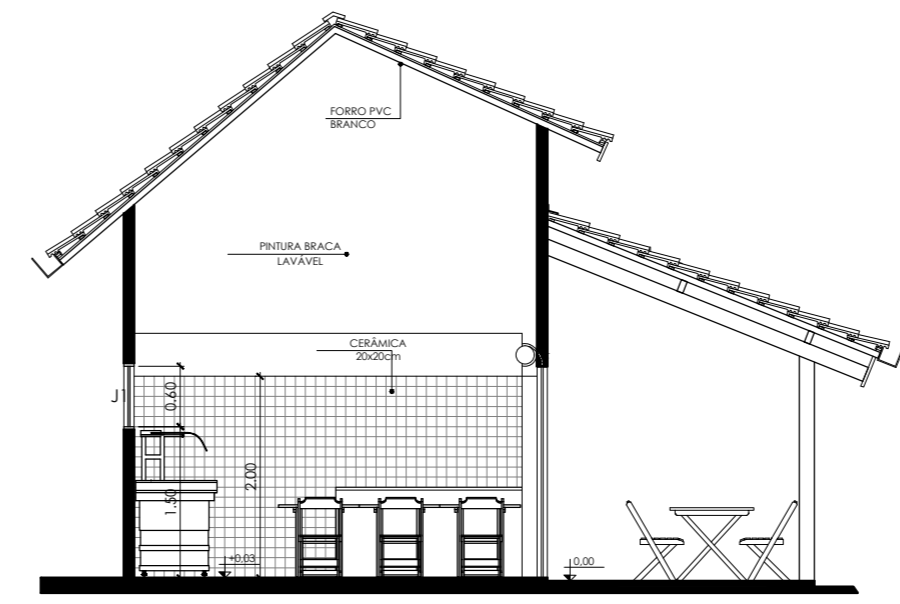 FORRO PVC
BRANCO
PINTURA BRACA
LAVÁVEL
CERÂMICA
20x20cm
J1
0.60
1.50
2.00
+0,03
0,00